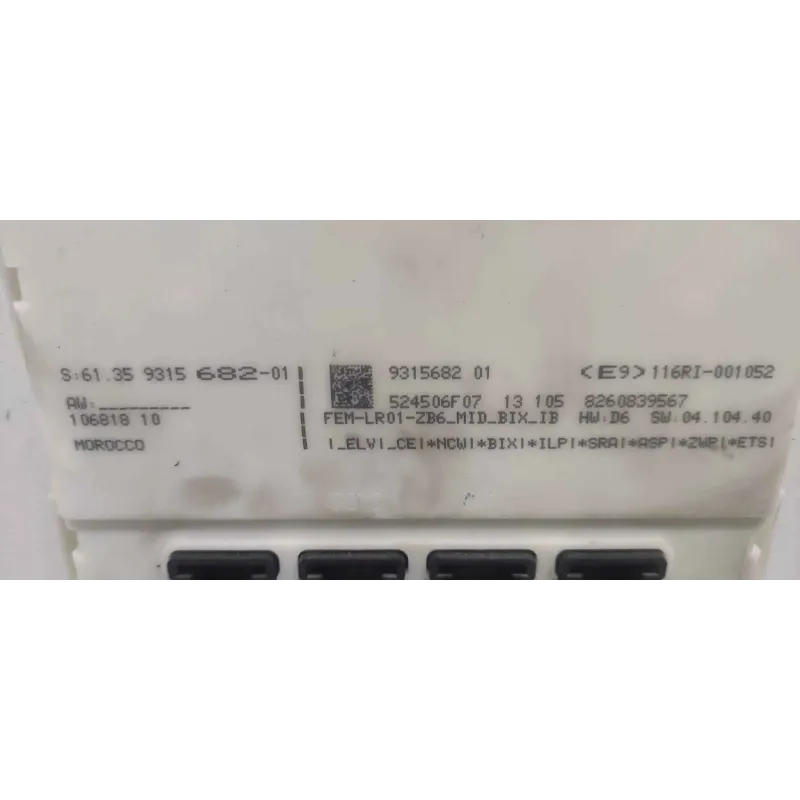 S:61.35 9315 682-01
AW:_________
106818 10
MOROCCO
9315682 01 <E9>116RI-001052
524506F07 13 105 8260839567
FEM-LR01-ZB6_MID_BIX_IB HW:D6 SW:04.104.40
|_ELV|_CE|*NCW|*BIX|*ILP|*SRA|*ASP|*ZWP|*ETS|